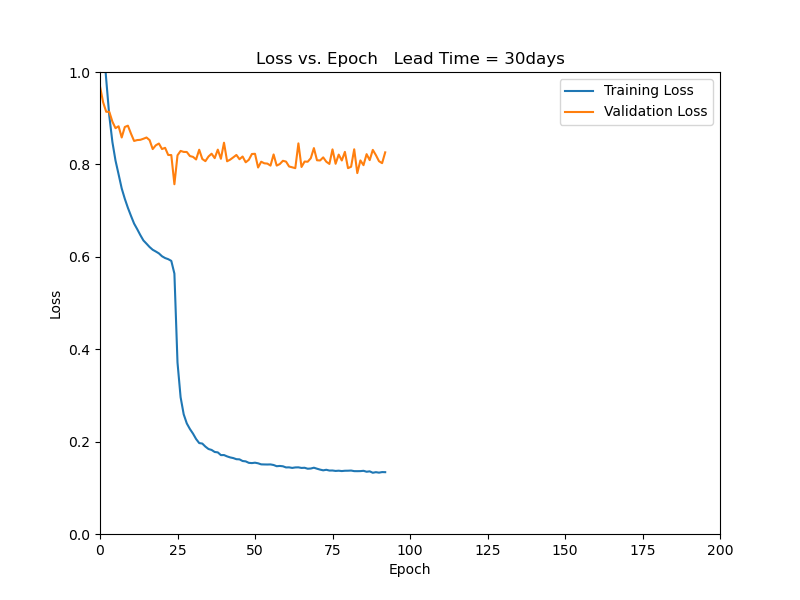 Loss vs. Epoch   Lead Time = 30days
Training Loss
Validation Loss
1.0
0.8
0.6
0.4
0.2
0.0
Loss
0 25 50 75 100 125 150 175 200
Epoch